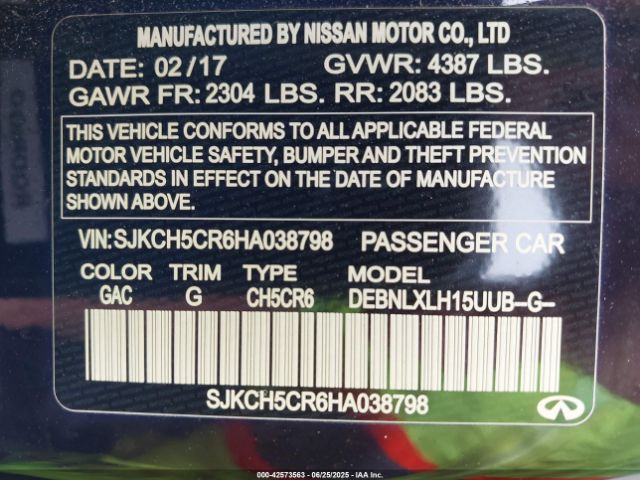 MANUFACTURED BY NISSAN MOTOR CO., LTD
DATE: 02/17 GVWR: 4387 LBS.
GAWR FR: 2304 LBS. RR: 2083 LBS.
THIS VEHICLE CONFORMS TO ALL APPLICABLE FEDERAL
MOTOR VEHICLE SAFETY, BUMPER AND THEFT PREVENTION
STANDARDS IN EFFECT ON THE DATE OF MANUFACTURE
SHOWN ABOVE.
VIN: SJKCH5CR6HA038798 PASSENGER CAR
COLOR TRIM TYPE MODEL
GAC G CH5CR6 DEBNLXLH15UUB-G-
SJKCH5CR6HA038798
000-42573563 - 06/25/2025 - IAAI, Inc.